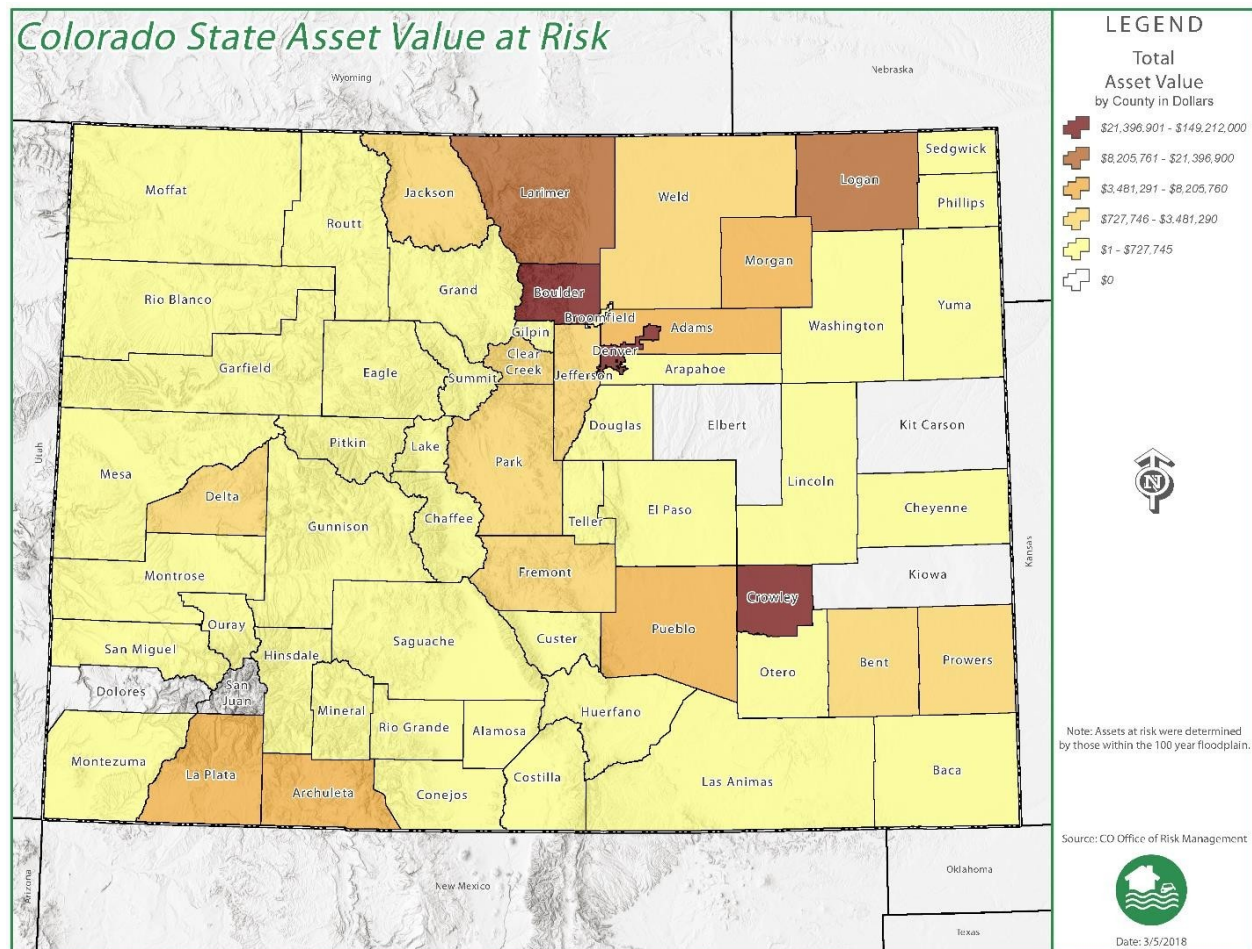 Colorado State Asset Value at Risk
LEGEND
Total
Asset Value
by County in Dollars
$21,396.901 - $149.212,000
$8,205,761 - $21,396,900
$3,481,291 - $8,205,760
$727,746 - $3.481,290
$1 - $727,745
$0
Wyoming
Nebraska
Sedgwick
Moffat
Jackson
Larimer
Weld
Logan
Phillips
Routt
Morgan
Grand
Boulder
Rio Blanco
Yuma
Broomfield
Washington
Gilpin
Adams
Clear
Creek
Denver
Garfield
Eagle
Summit
Jefferson
Arapahoe
Douglas
Elbert
Kit Carson
Utah
Pitkin
Lake
Park
Mesa
Lincoln
Delta
Cheyenne
Gunnison
Chaffee
Teller
El Paso
N
Kansas
Montrose
Fremont
Kiowa
Crowley
Ouray
Pueblo
San Miguel
Hinsdale
Saguache
Custer
Bent
Prowers
Otero
Dolores
San
Juan
Mineral
Rio Grande
Alamosa
Huerfano
Montezuma
La Plata
Archuleta
Conejos
Costilla
Las Animas
Baca
Note: Assets at risk were determined
by those within the 100 year floodplain.
Source: CO Office of Risk Management
Arizona
New Mexico
Oklahoma
Texas
Date: 3/5/2018